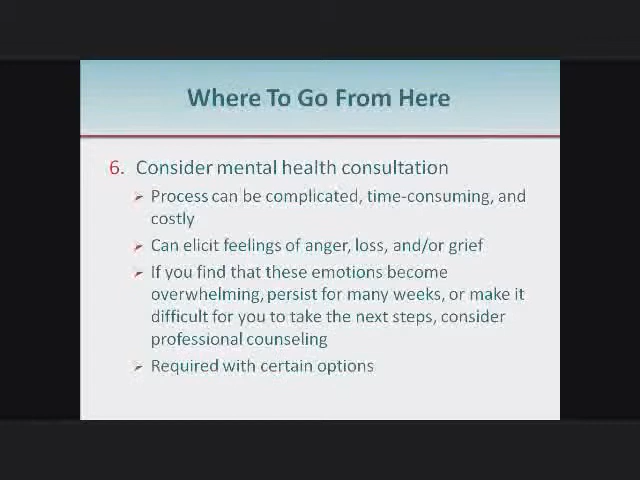 Where To Go From Here
6. Consider mental health consultation
➢ Process can be complicated, time-consuming, and
costly
➢ Can elicit feelings of anger, loss, and/or grief
➢ If you find that these emotions become
overwhelming, persist for many weeks, or make it
difficult for you to take the next steps, consider
professional counseling
➢ Required with certain options